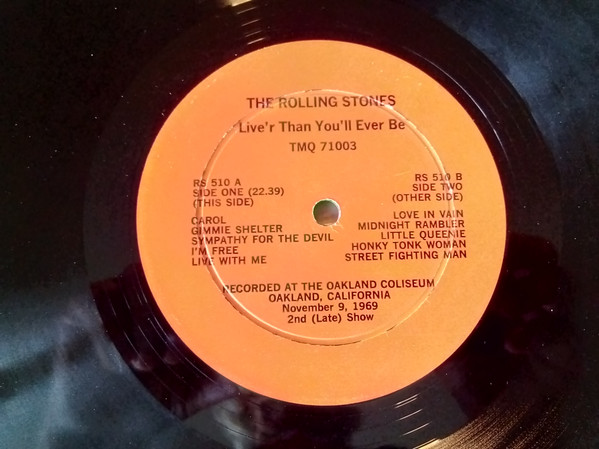 THE ROLLING STONES
Live'r Than You'll Ever Be
TMQ 71003
RS 510 A
SIDE ONE (22.39)
(THIS SIDE)
CAROL
GIMMIE SHELTER
SYMPATHY FOR THE DEVIL
I'M FREE
LIVE WITH ME
RS 510 B
SIDE TWO
(OTHER SIDE)
LOVE IN VAIN
MIDNIGHT RAMBLER
LITTLE QUEENIE
HONKY TONK WOMAN
STREET FIGHTING MAN
RECORDED AT THE OAKLAND COLISEUM
OAKLAND, CALIFORNIA
November 9, 1969
2nd (Late) Show